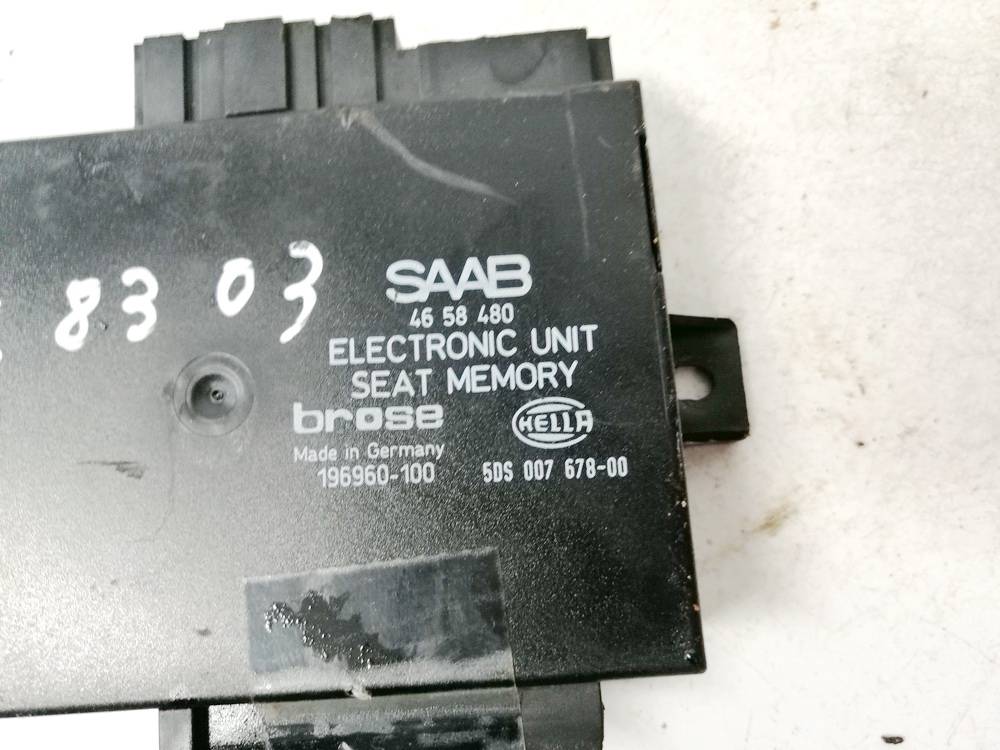 83 03
SAAB
46 58 480
ELECTRONIC UNIT
SEAT MEMORY
brose HELLA
Made in Germany
196960-100 5DS 007 678-00